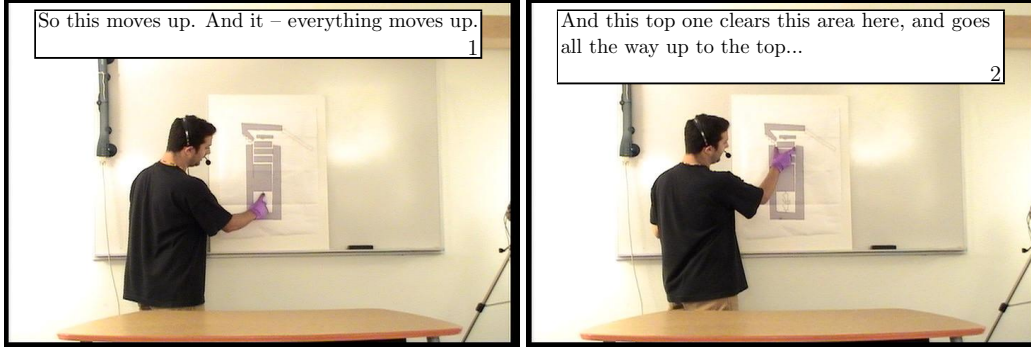 So this moves up. And it – everything moves up.
1
And this top one clears this area here, and goes
all the way up to the top...
2